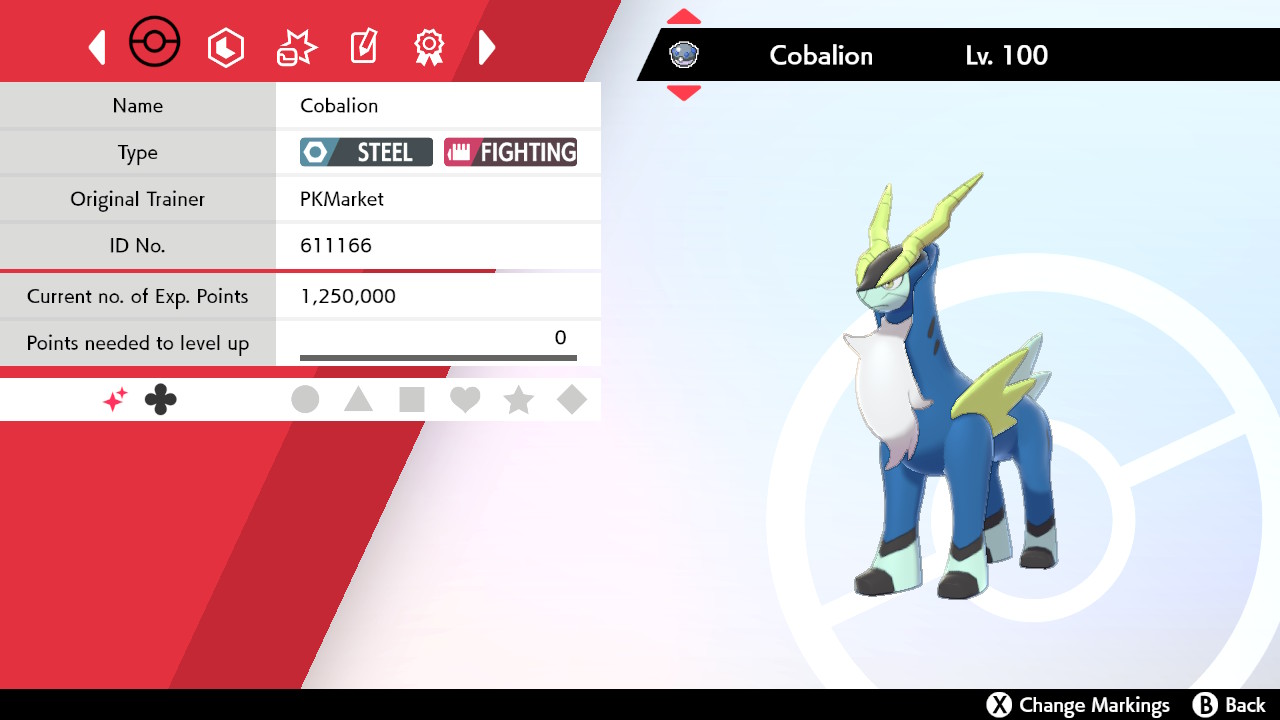 Cobalion Lv. 100
Name Cobalion
Type STEEL FIGHTING
Original Trainer PKMarket
ID No. 611166
Current no. of Exp. Points 1,250,000
Points needed to level up 0
X Change Markings B Back